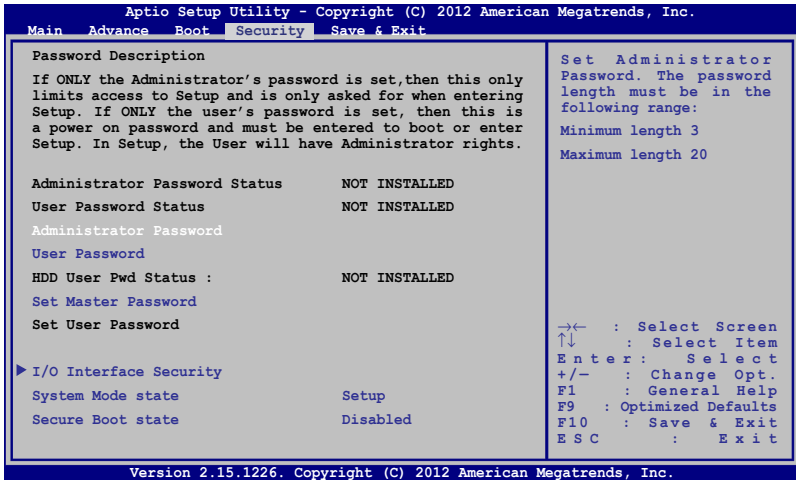 Aptio Setup Utility - Copyright (C) 2012 American Megatrends, Inc.
Main Advance Boot Security Save & Exit
Password Description
If ONLY the Administrator's password is set,then this only
limits access to Setup and is only asked for when entering
Setup. If ONLY the user's password is set, then this is
a power on password and must be entered to boot or enter
Setup. In Setup, the User will have Administrator rights.
Administrator Password Status NOT INSTALLED
User Password Status NOT INSTALLED
Administrator Password
User Password
HDD User Pwd Status : NOT INSTALLED
Set Master Password
Set User Password
I/O Interface Security
System Mode state Setup
Secure Boot state Disabled
Set Administrator
Password. The password
length must be in the
following range:
Minimum length 3
Maximum length 20
→← : Select Screen
↑↓ : Select Item
Enter: Select
+/— : Change Opt.
F1 : General Help
F9 : Optimized Defaults
F10 : Save & Exit
ESC : Exit
Version 2.15.1226. Copyright (C) 2012 American Megatrends, Inc.